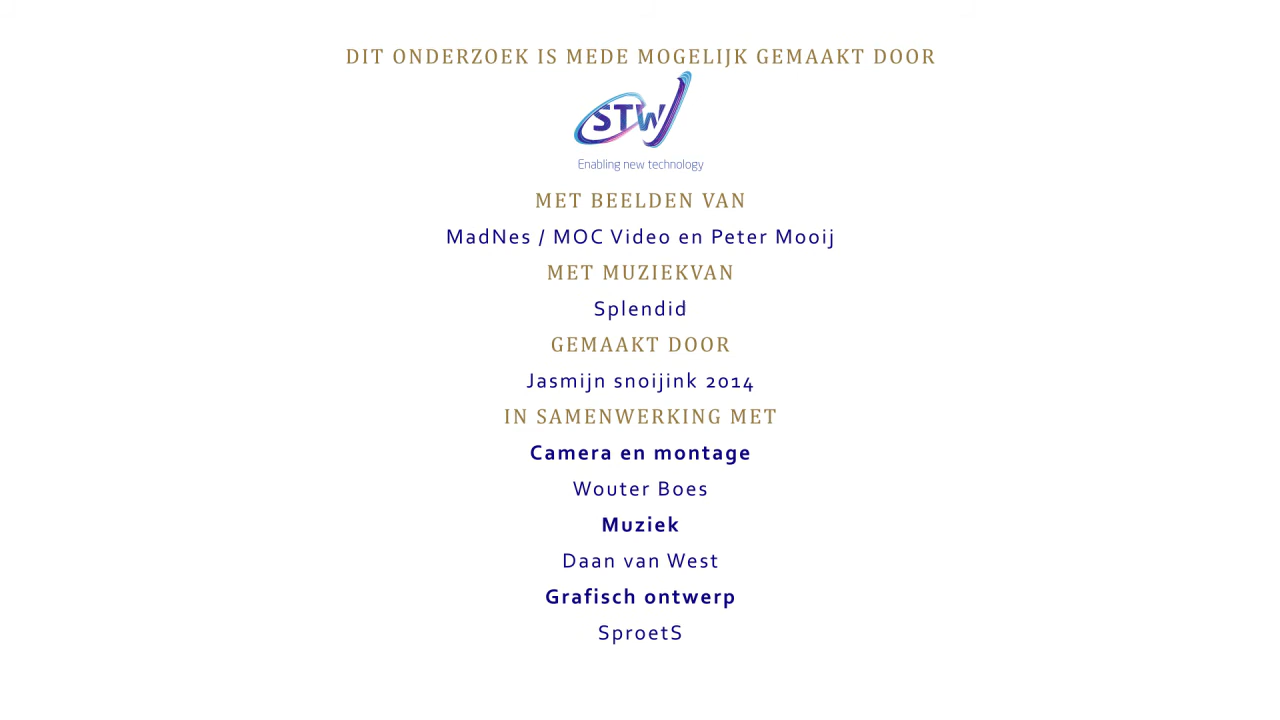 DIT ONDERZOEK IS MEDE MOGELIJK GEMAAKT DOOR
STW
Enabling new technology
MET BEELDEN VAN
MadNes / MOC Video en Peter Mooij
MET MUZIEKVAN
Splendid
GEMAAKT DOOR
Jasmijn snoijink 2014
IN SAMENWERKING MET
Camera en montage
Wouter Boes
Muziek
Daan van West
Grafisch ontwerp
SproetS